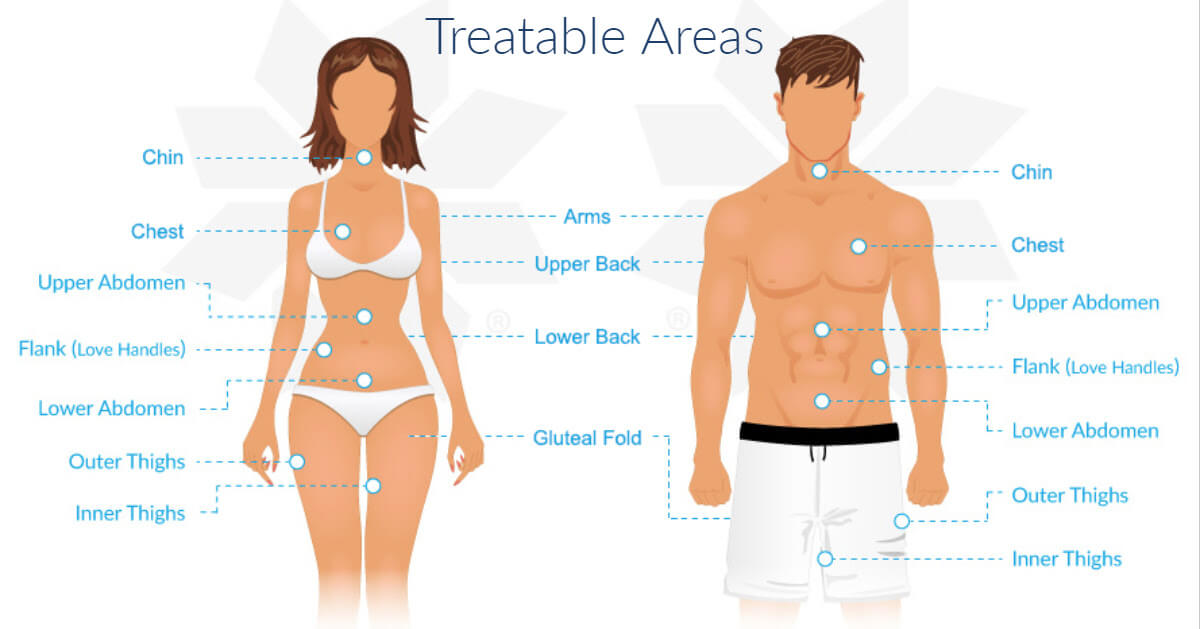 Treatable Areas
Chin
Chest
Upper Abdomen
Flank (Love Handles)
Lower Abdomen
Outer Thighs
Inner Thighs
Arms
Upper Back
Lower Back
Gluteal Fold
®
®
Chin
Chest
Upper Abdomen
Flank (Love Handles)
Lower Abdomen
Outer Thighs
Inner Thighs